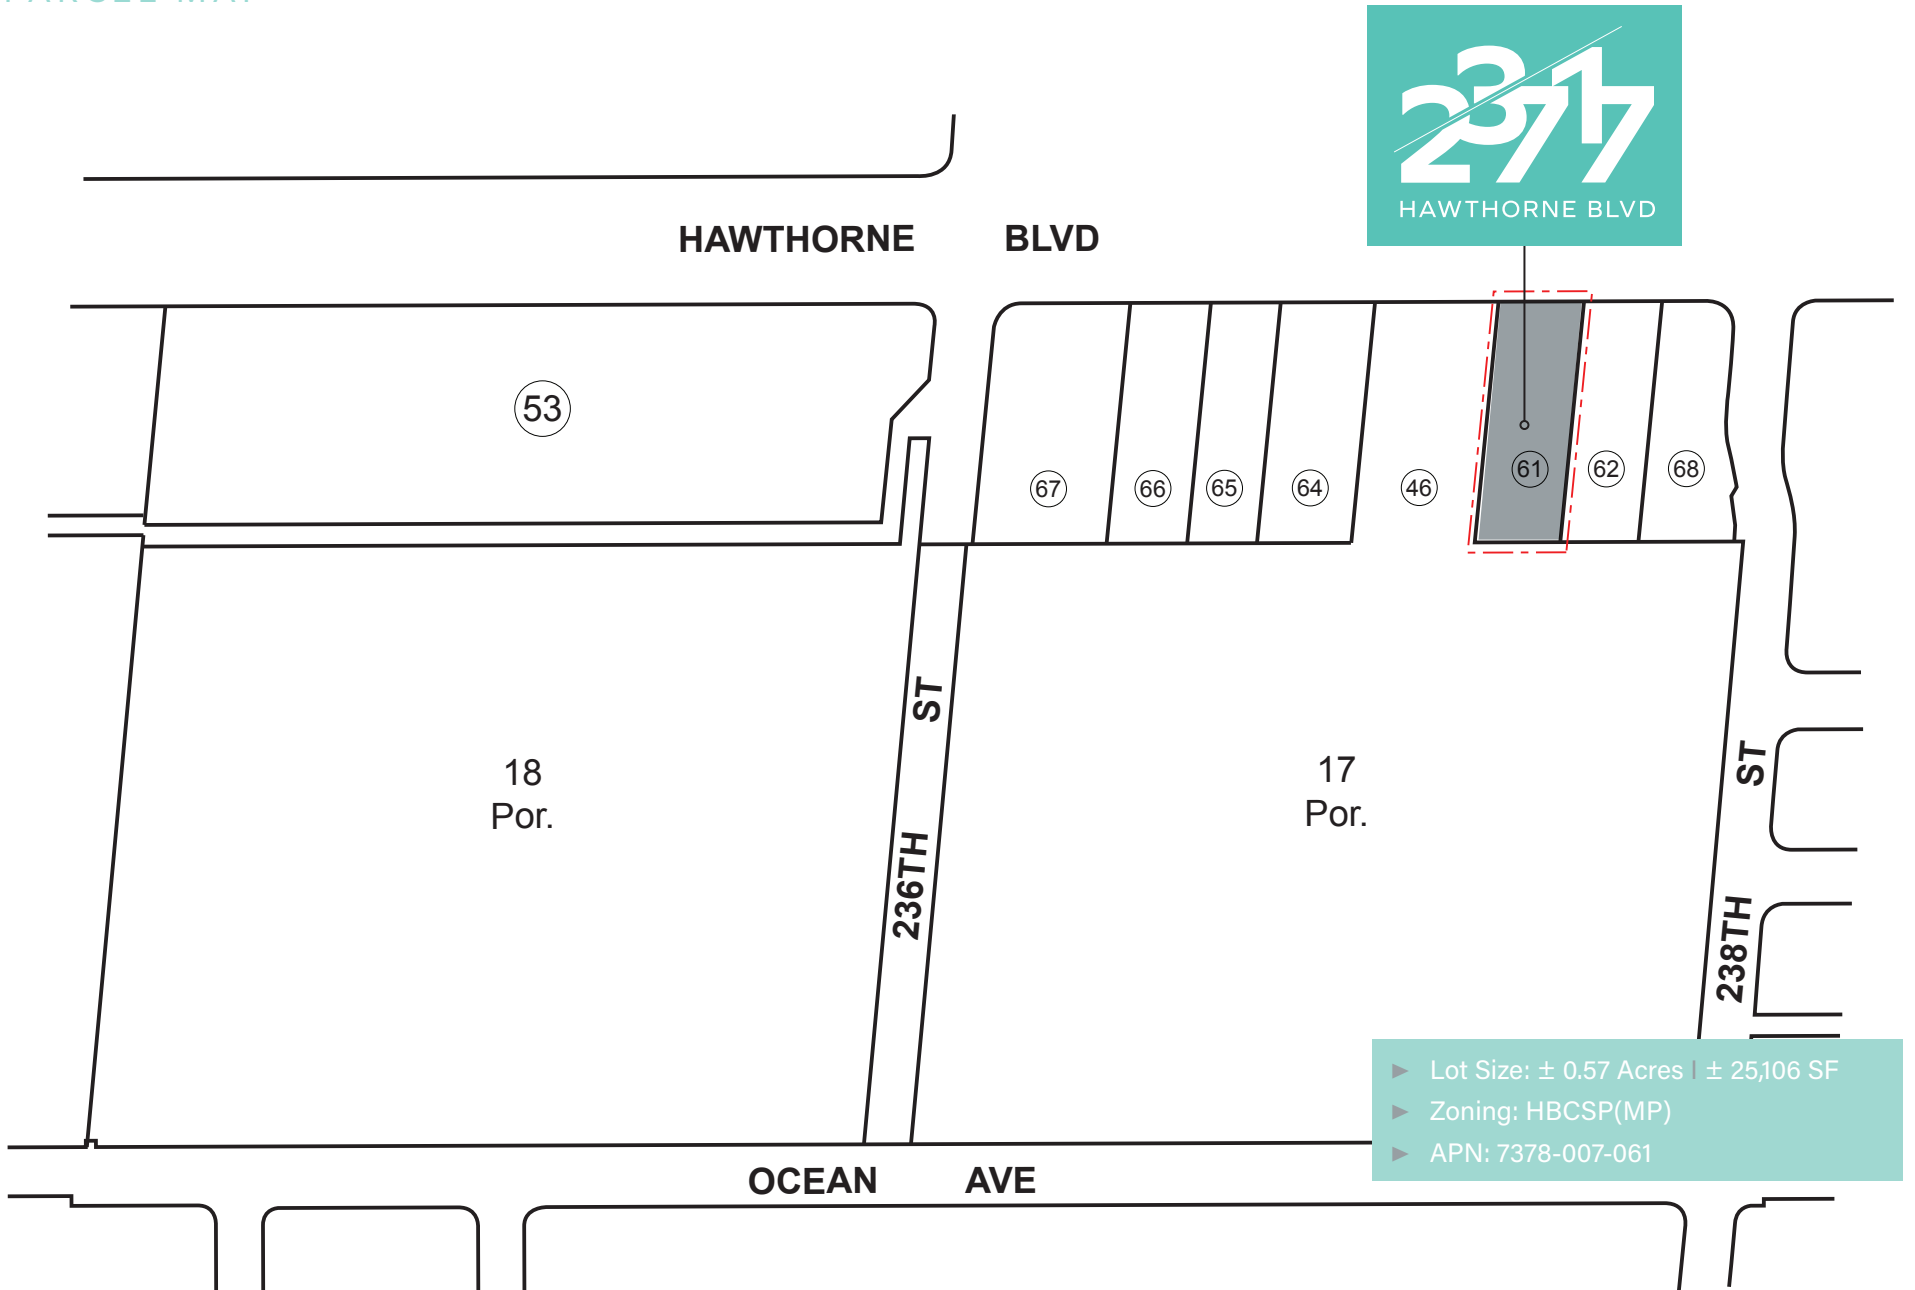 PARCEL MAP
23717
HAWTHORNE BLVD
HAWTHORNE BLVD
53
67
66
65
64
46
61
62
68
18
Por.
236TH ST
17
Por.
238TH ST
Lot Size: ± 0.57 Acres | ± 25,106 SF
Zoning: HBCSP(MP)
APN: 7378-007-061
OCEAN AVE